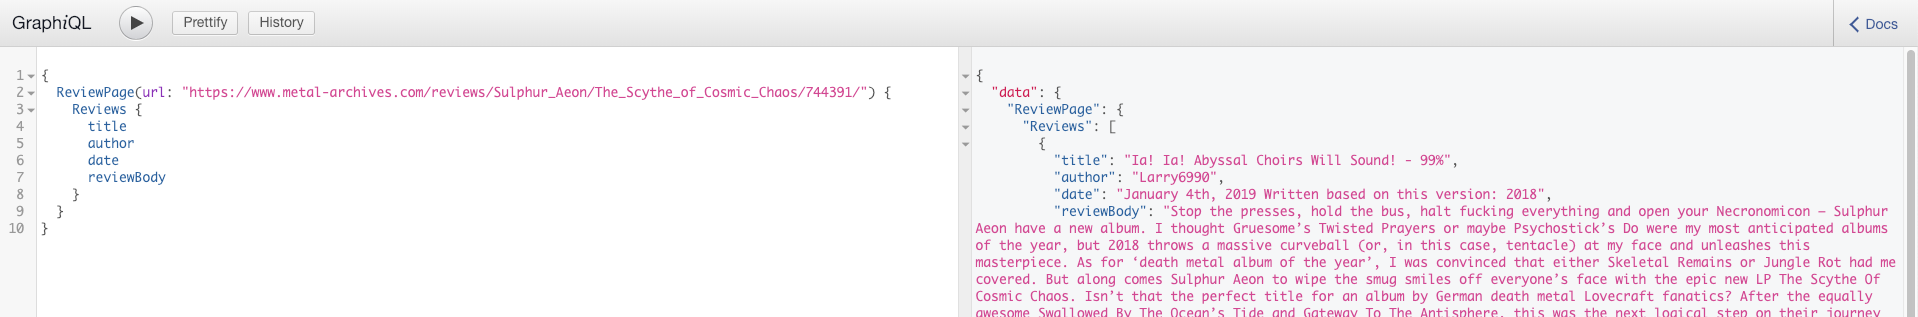 GraphiQL Prettify History Docs
1 {
2 ReviewPage(url: "https://www.metal-archives.com/reviews/Sulphur_Aeon/The_Scythe_of_Cosmic_Chaos/744391/") {
3 Reviews {
4 title
5 author
6 date
7 reviewBody
8 }
9 }
10 }
{
"data": {
"ReviewPage": {
"Reviews": [
{
"title": "Ia! Ia! Abyssal Choirs Will Sound! - 99%",
"author": "Larry6990",
"date": "January 4th, 2019 Written based on this version: 2018",
"reviewBody": "Stop the presses, hold the bus, halt fucking everything and open your Necronomicon – Sulphur
Aeon have a new album. I thought Gruesome’s Twisted Prayers or maybe Psychostick’s Do were my most anticipated albums
of the year, but 2018 throws a massive curveball (or, in this case, tentacle) at my face and unleashes this
masterpiece. As for ‘death metal album of the year’, I was convinced that either Skeletal Remains or Jungle Rot had me
covered. But along comes Sulphur Aeon to wipe the smug smiles off everyone’s face with the epic new LP The Scythe Of
Cosmic Chaos. Isn’t that the perfect title for an album by German death metal Lovecraft fanatics? After the equally
awesome Swallowed By The Ocean’s Tide and Gateway To The Antisphere, this was the next logical step on their journey